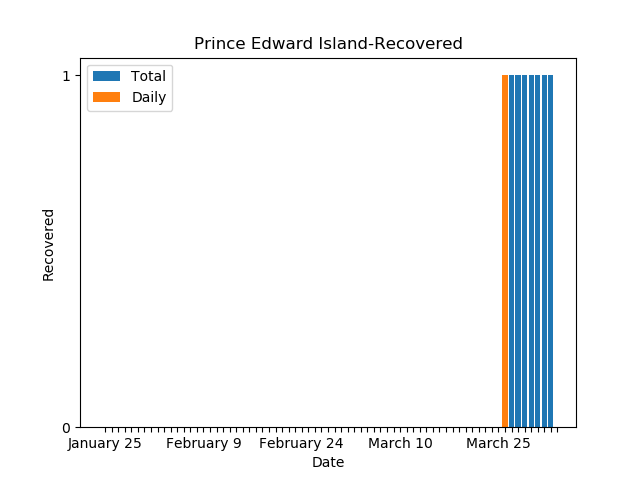 Prince Edward Island-Recovered
Total
Daily
1
0
Recovered
January 25
February 9
February 24
March 10
March 25
Date